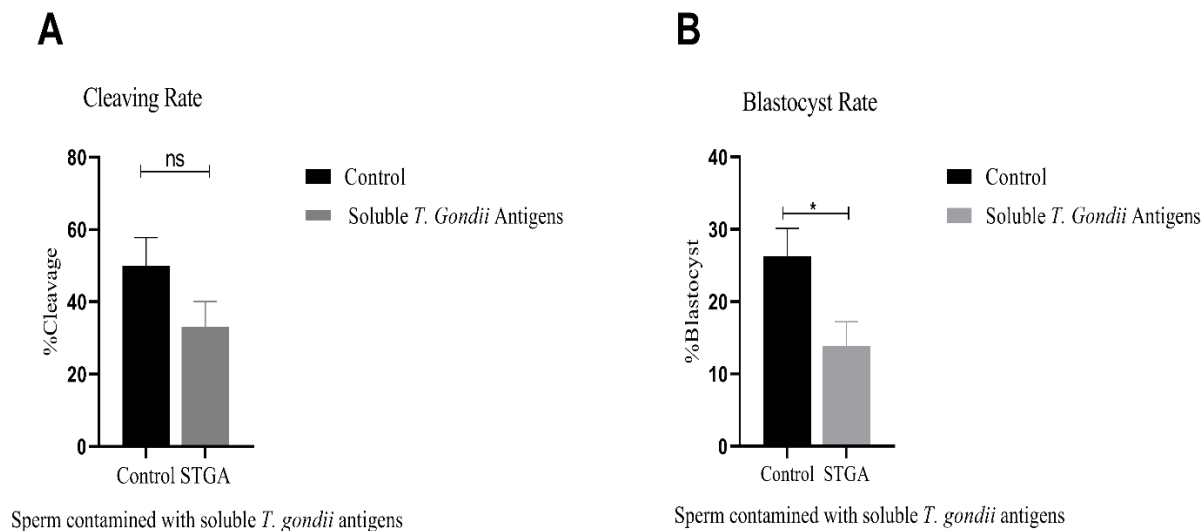 A
Cleaving Rate
80
60
40
20
0
%Cleavage
ns
Control
Soluble T. Gondii Antigens
Control STGA
Sperm contamined with soluble T. gondii antigens
B
Blastocyst Rate
40
30
20
10
0
%Blastocyst
*
Control
Soluble T. Gondii Antigens
Control STGA
Sperm contamined with soluble T. gondii antigens